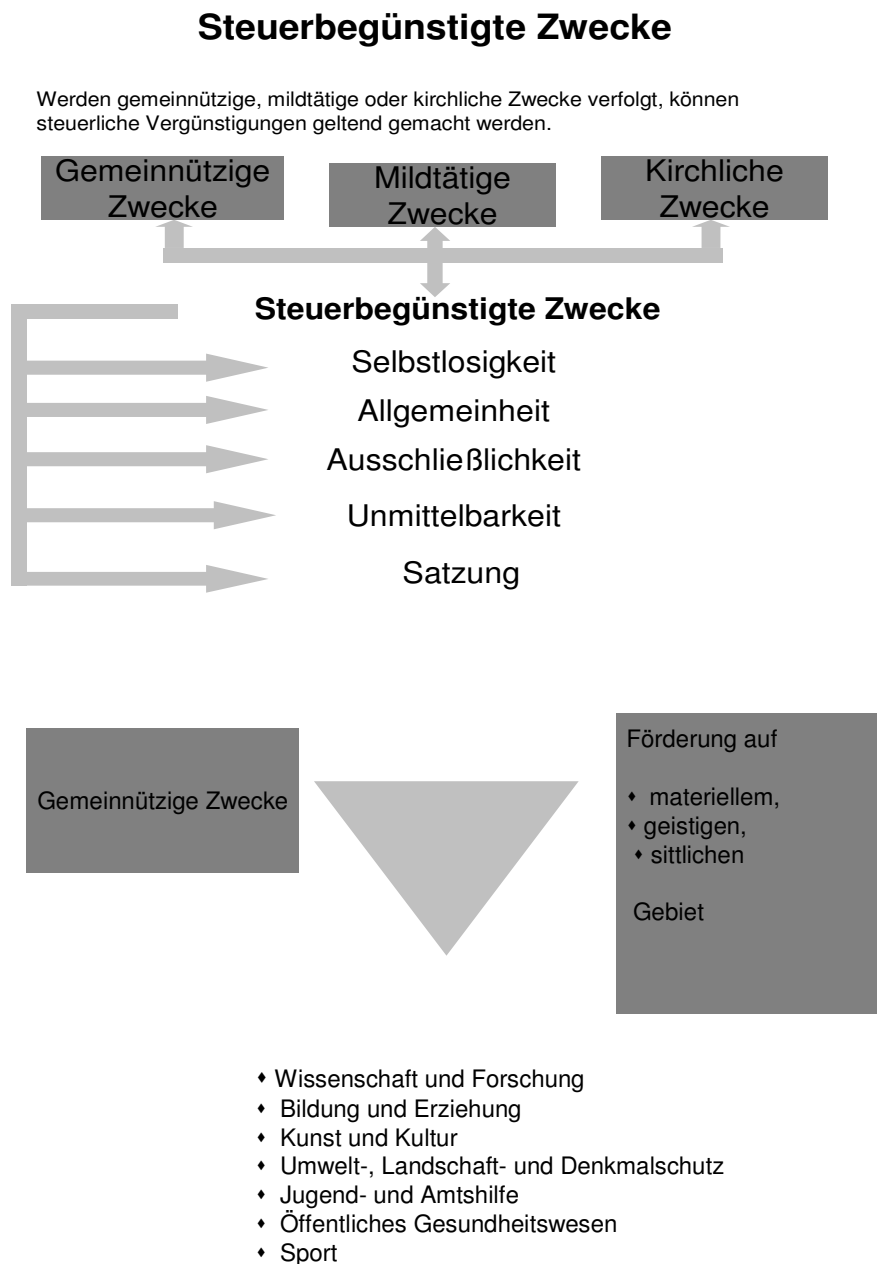 Steuerbegünstigte Zwecke
Werden gemeinnützige, mildtätige oder kirchliche Zwecke verfolgt, können
steuerliche Vergünstigungen geltend gemacht werden.
Gemeinnützige
Zwecke
Mildtätige
Zwecke
Kirchliche
Zwecke
Steuerbegünstigte Zwecke
Selbstlosigkeit
Allgemeinheit
Ausschließlichkeit
Unmittelbarkeit
Satzung
Gemeinnützige Zwecke
Förderung auf
♦ materiellem,
♦ geistigen,
♦ sittlichen
Gebiet
♦ Wissenschaft und Forschung
♦ Bildung und Erziehung
♦ Kunst und Kultur
♦ Umwelt-, Landschaft- und Denkmalschutz
♦ Jugend- und Amtshilfe
♦ Öffentliches Gesundheitswesen
♦ Sport